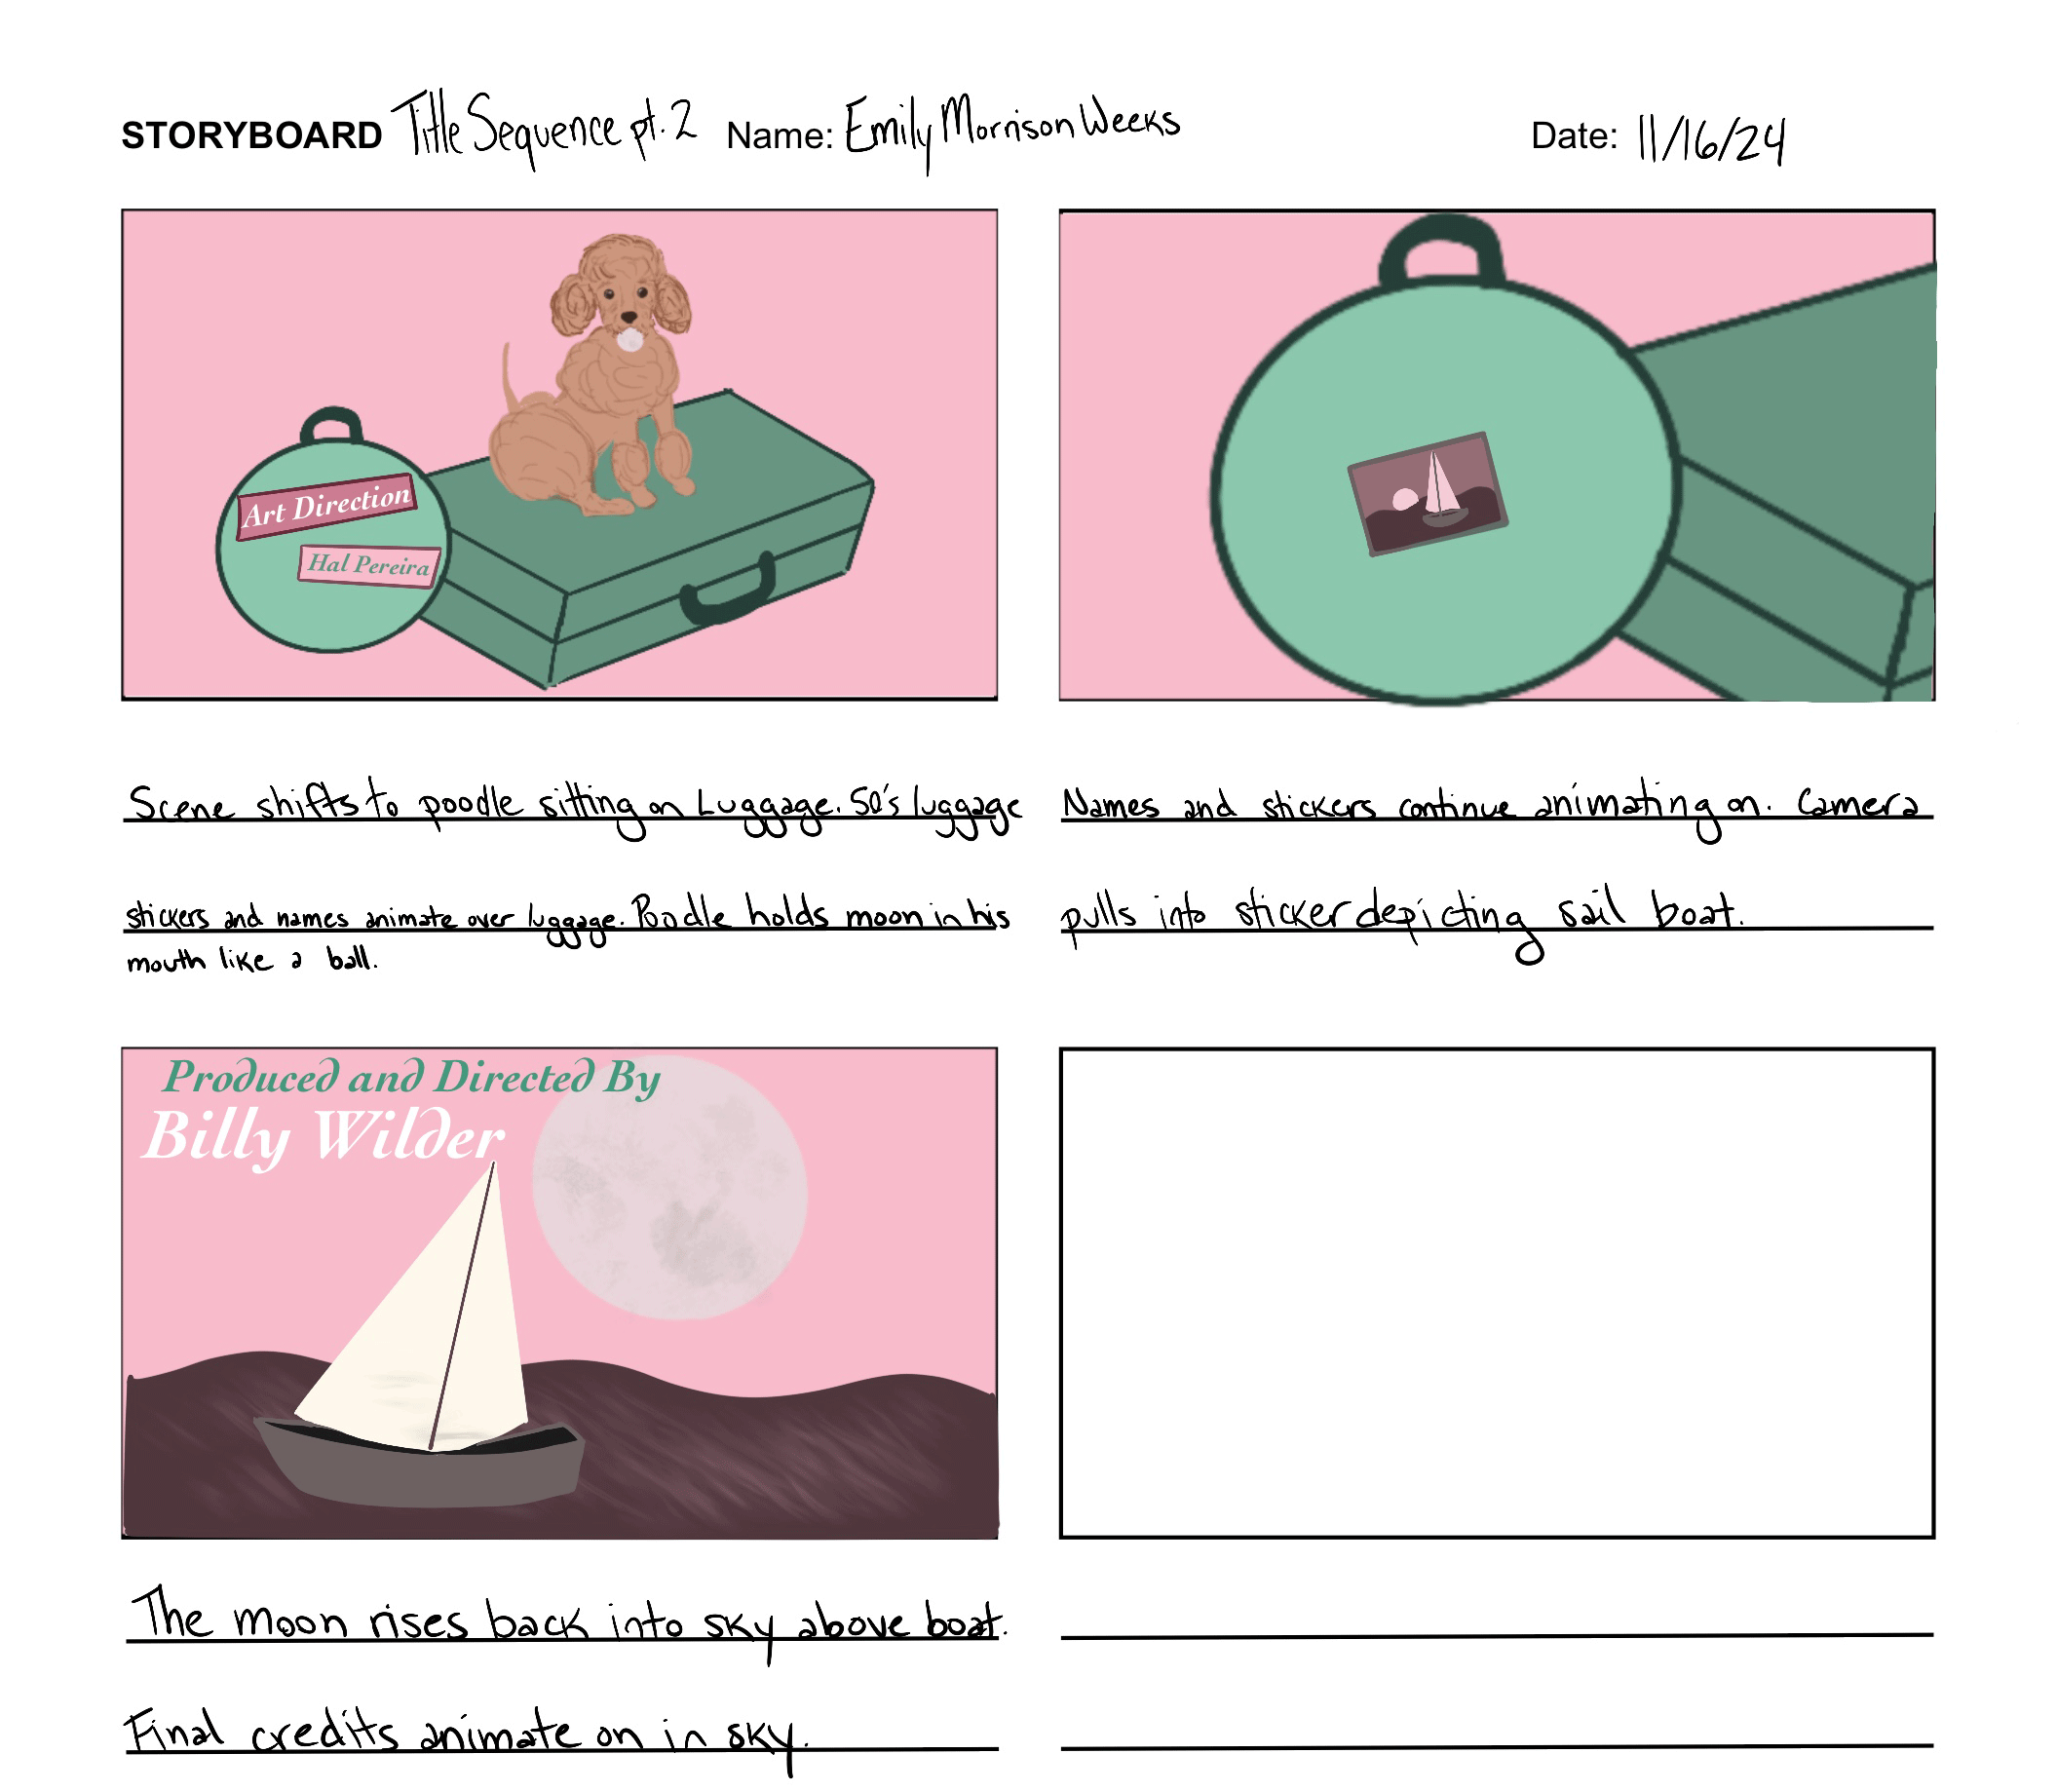 STORYBOARD Title Sequence pt. 2 Name: Emily Morrison Weeks Date: 11/16/24
Art Direction
Hal Pereira
Scene shifts to poodle sitting on Luggage. 50's luggage
stickers and names animate over luggage. Poodle holds moon in his
mouth like a ball.
Names and stickers continue animating on. Camera
pulls into sticker depicting sail boat.
Produced and Directed By
Billy Wilder
The moon rises back into sky above boat.
Final credits animate on in sky.